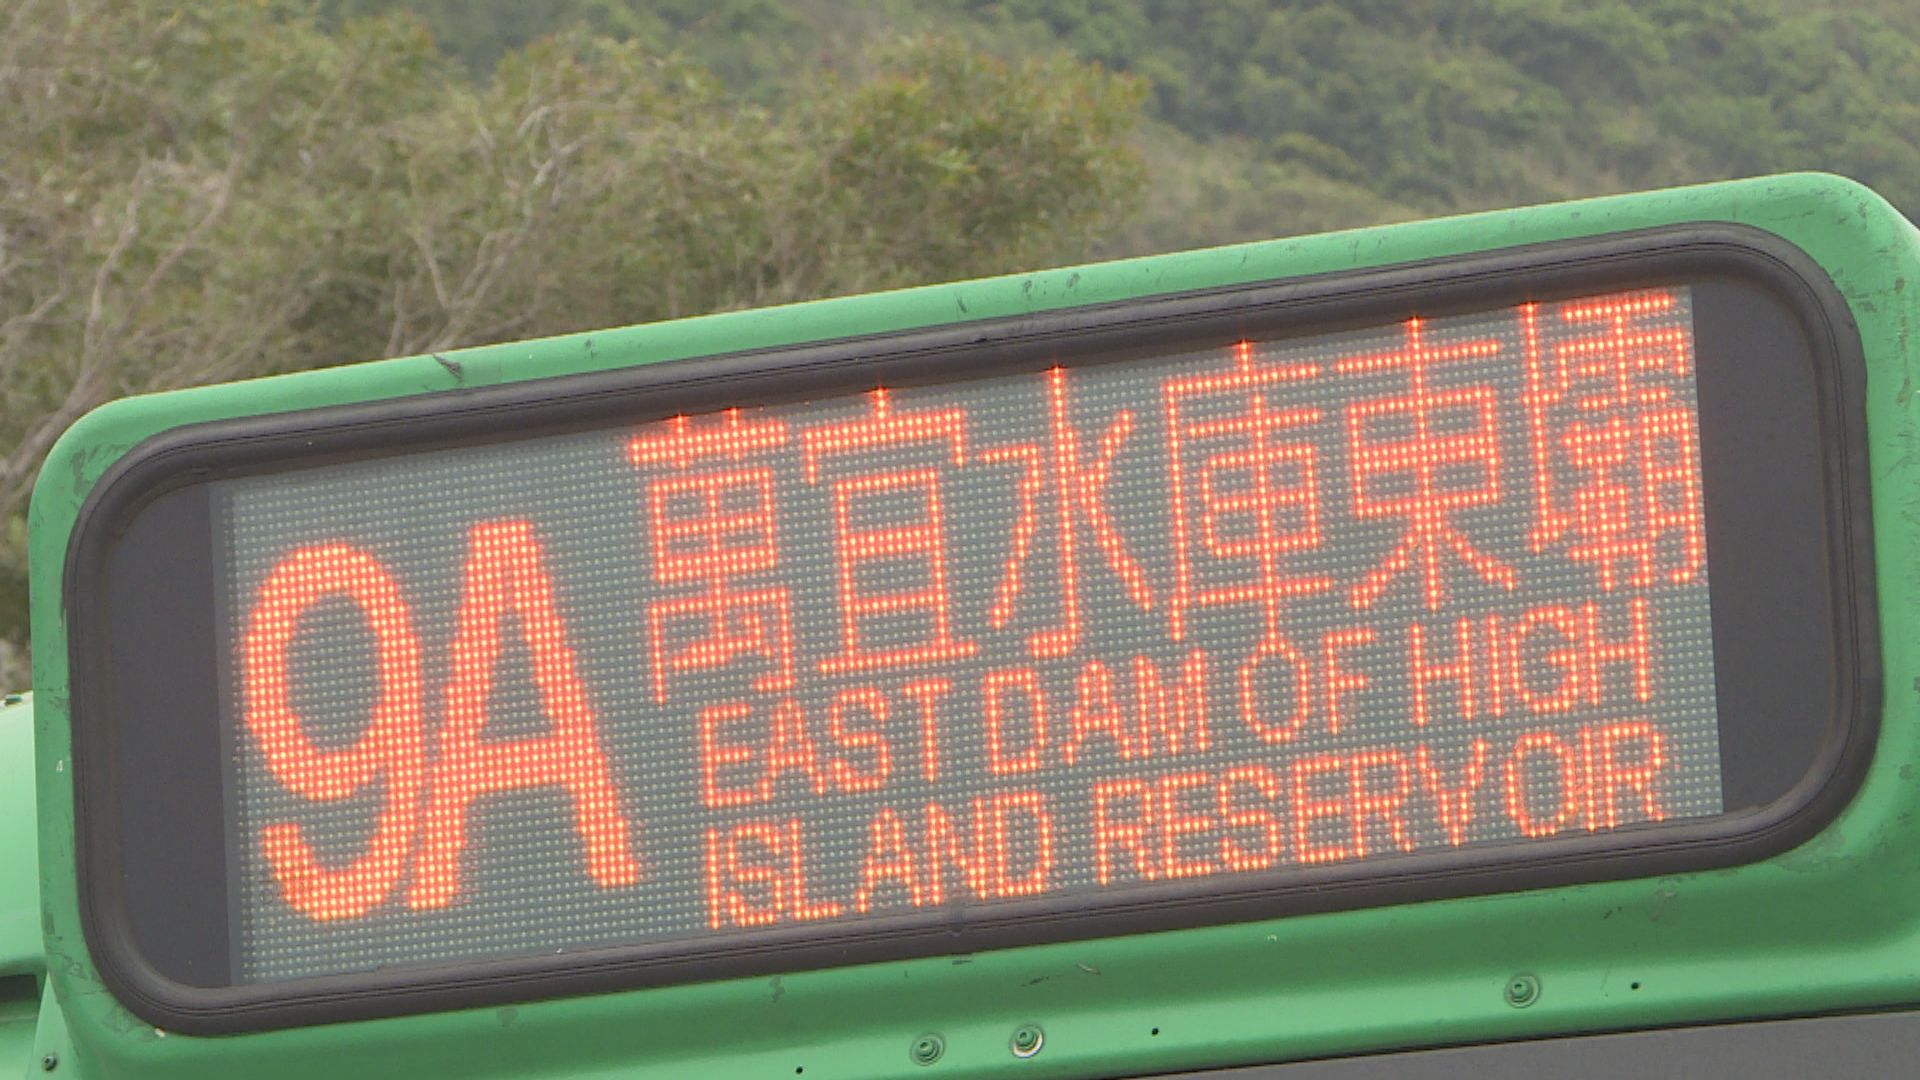 9A
萬宜水庫東壩
EAST DAM OF HIGH
ISLAND RESERVOIR